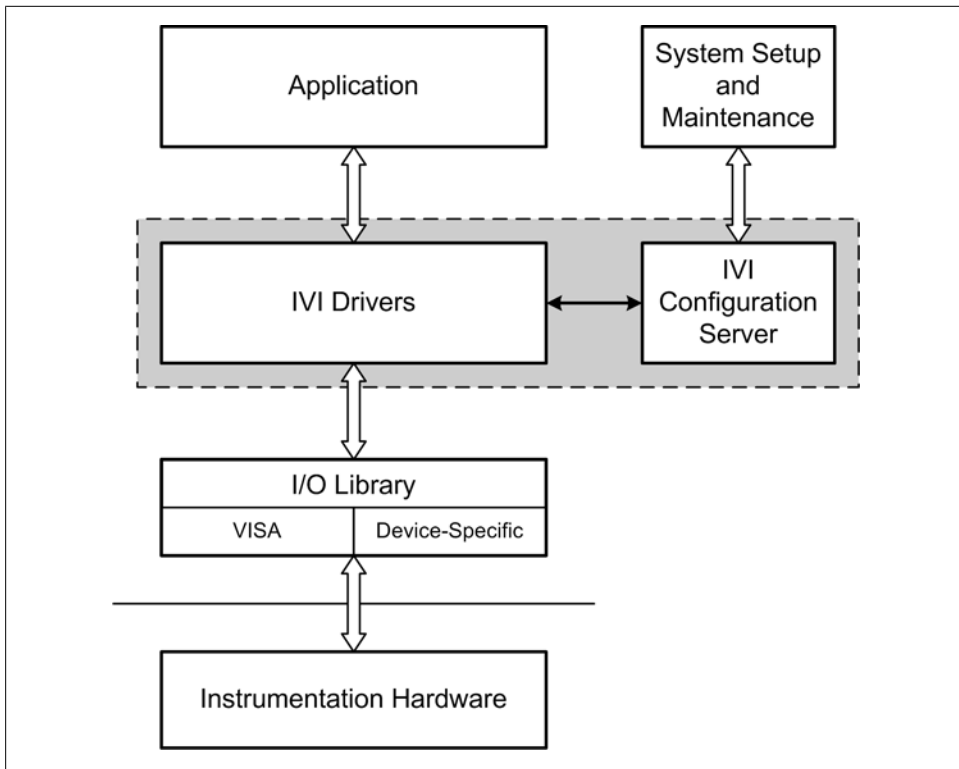 Application
System Setup
and
Maintenance
IVI Drivers
IVI
Configuration
Server
I/O Library
VISA
Device-Specific
Instrumentation Hardware